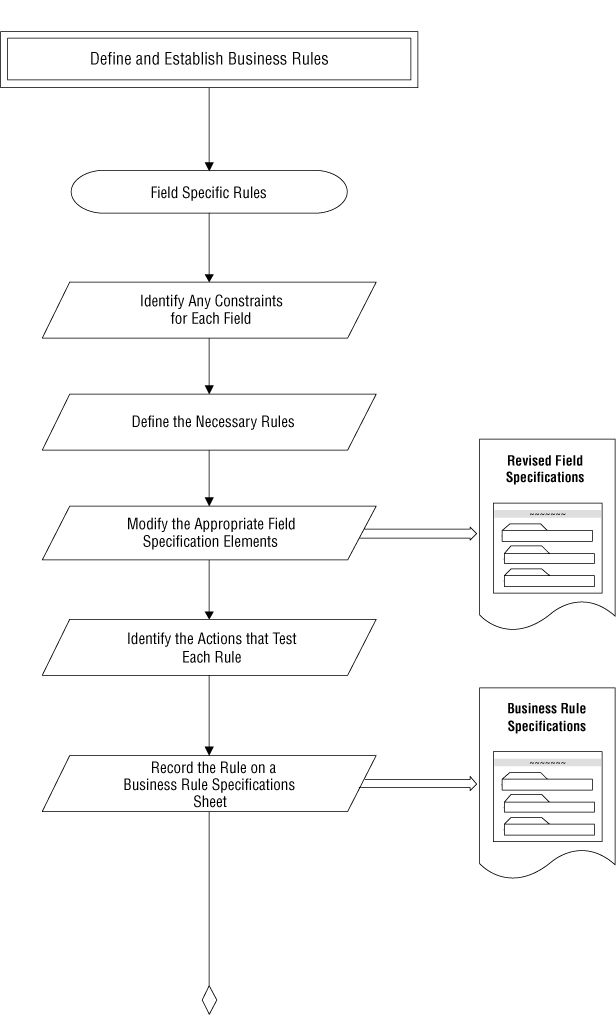 Define and Establish Business Rules
Field Specific Rules
Identify Any Constraints
for Each Field
Define the Necessary Rules
Modify the Appropriate Field
Specification Elements
Revised Field
Specifications
Identify the Actions that Test
Each Rule
Record the Rule on a
Business Rule Specifications
Sheet
Business Rule
Specifications